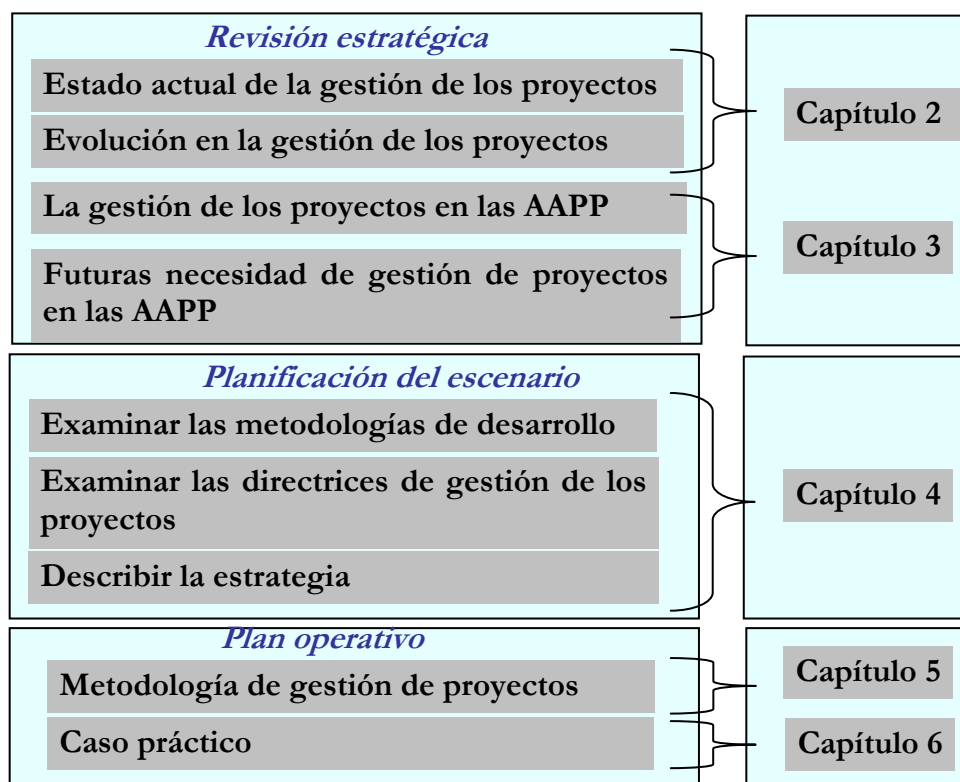 Revisión estratégica
Estado actual de la gestión de los proyectos
Evolución en la gestión de los proyectos
Capítulo 2
La gestión de los proyectos en las AAPP
Futuras necesidad de gestión de proyectos
en las AAPP
Capítulo 3
Planificación del escenario
Examinar las metodologías de desarrollo
Examinar las directrices de gestión de los
proyectos
Describir la estrategia
Capítulo 4
Plan operativo
Metodología de gestión de proyectos
Capítulo 5
Caso práctico
Capítulo 6